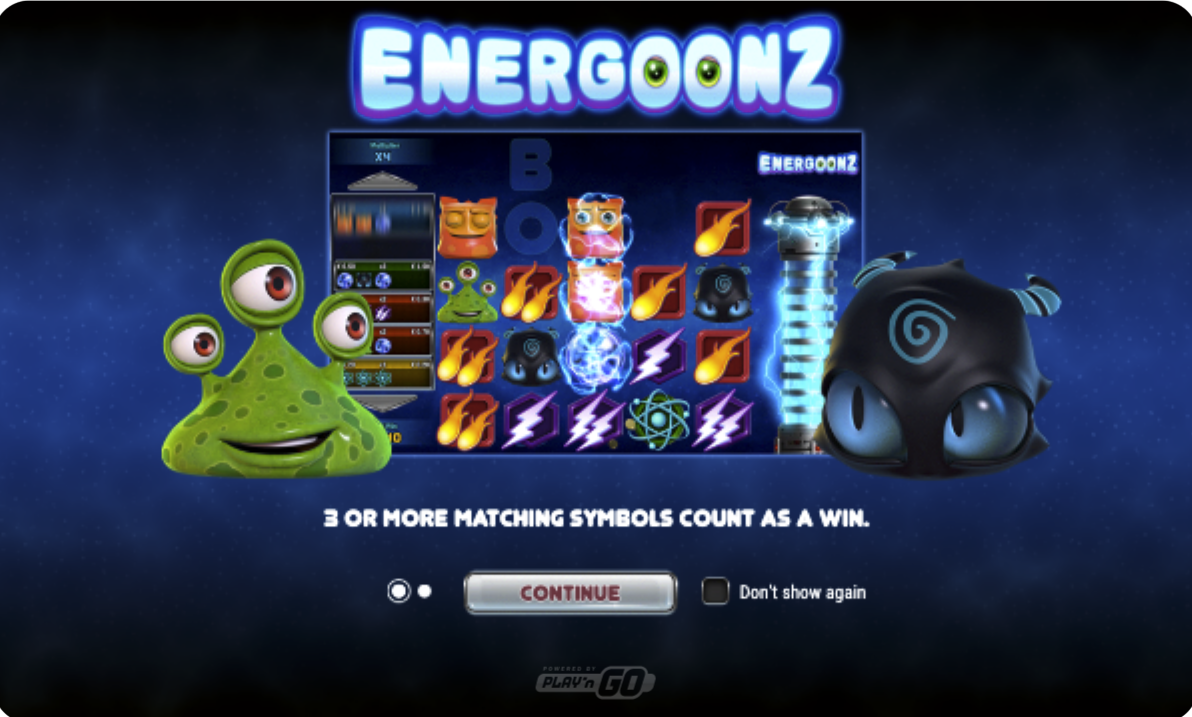 ENERGOONZ
Multiplier
X4
B
ENERGOONZ
O
3 OR MORE MATCHING SYMBOLS COUNT AS A WIN.
CONTINUE
Don't show again
POWERED BY
PLAY'n GO